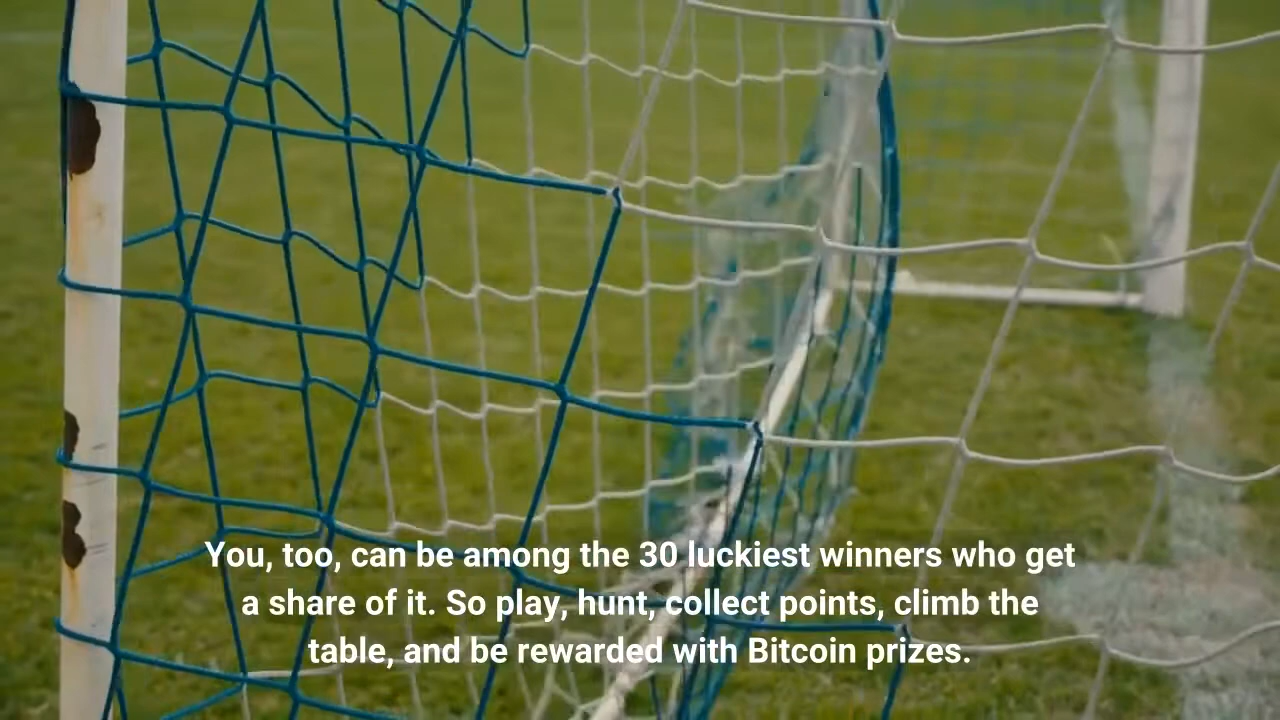 You, too, can be among the 30 luckiest winners who get
a share of it. So play, hunt, collect points, climb the
table, and be rewarded with Bitcoin prizes.